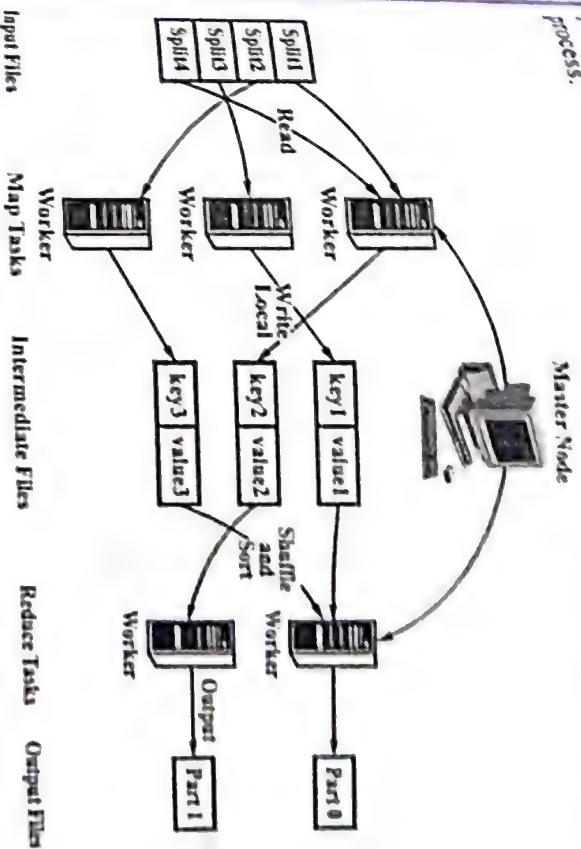 process.
Master Node
Split1
Split2
Split3
Split4
Read
Worker
Worker
Worker
Write
Local
key1 value1
key2 value2
key3 value3
Shuffle
and
Sort
Worker
Worker
Output
Part 0
Part 1
Input Files
Map Tasks
Intermediate Files
Reduce Tasks
Output Files